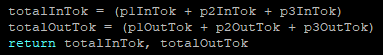 totalInTok = (p1InTok + p2InTok + p3InTok)
totalOutTok = (p1OutTok + p2OutTok + p3OutTok)
return totalInTok, totalOutTok